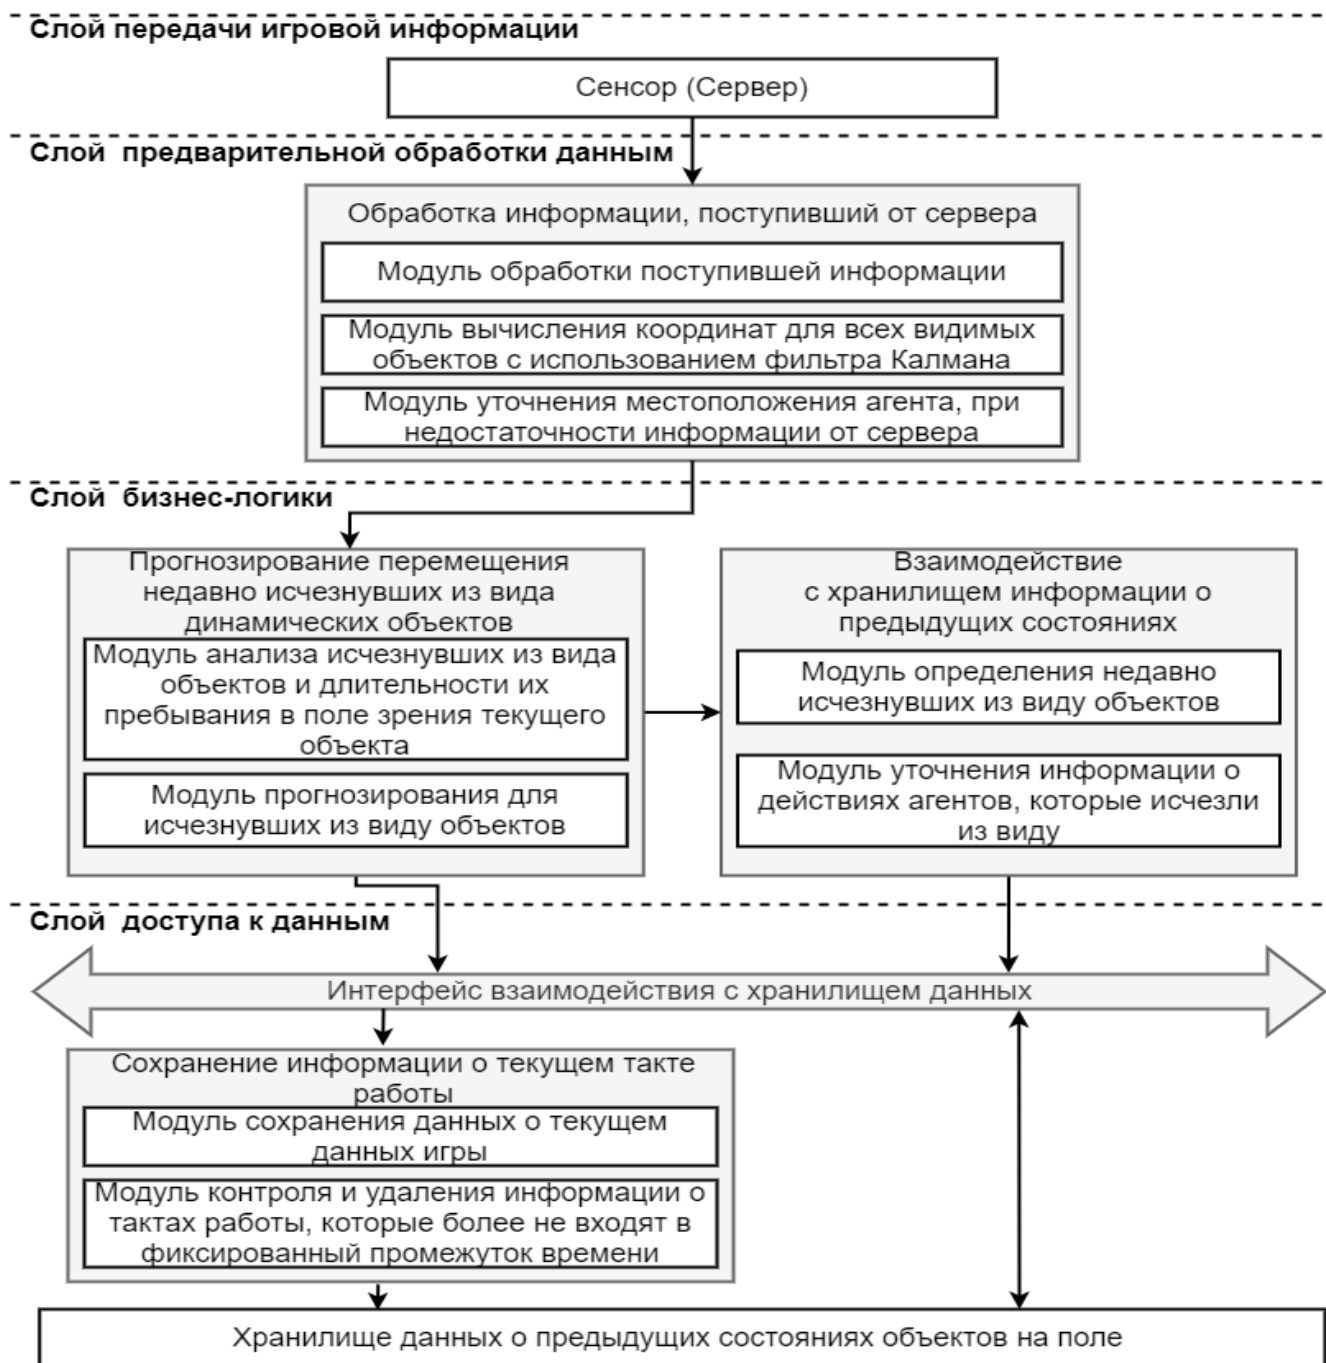 Слой передачи игровой информации
Сенсор (Сервер)
Слой предварительной обработки данным
Обработка информации, поступивший от сервера
Модуль обработки поступившей информации
Модуль вычисления координат для всех видимых
объектов с использованием фильтра Калмана
Модуль уточнения местоположения агента, при
недостаточности информации от сервера
Слой бизнес-логики
Прогнозирование перемещения
недавно исчезнувших из вида
динамических объектов
Модуль анализа исчезнувших из вида
объектов и длительности их
пребывания в поле зрения текущего
объекта
Модуль прогнозирования для
исчезнувших из виду объектов
Взаимодействие
с хранилищем информации о
предыдущих состояниях
Модуль определения недавно
исчезнувших из виду объектов
Модуль уточнения информации о
действиях агентов, которые исчезли
из виду
Слой доступа к данным
Интерфейс взаимодействия с хранилищем данных
Сохранение информации о текущем такте
работы
Модуль сохранения данных о текущем
данных игры
Модуль контроля и удаления информации о
тактах работы, которые более не входят в
фиксированный промежуток времени
Хранилище данных о предыдущих состояниях объектов на поле